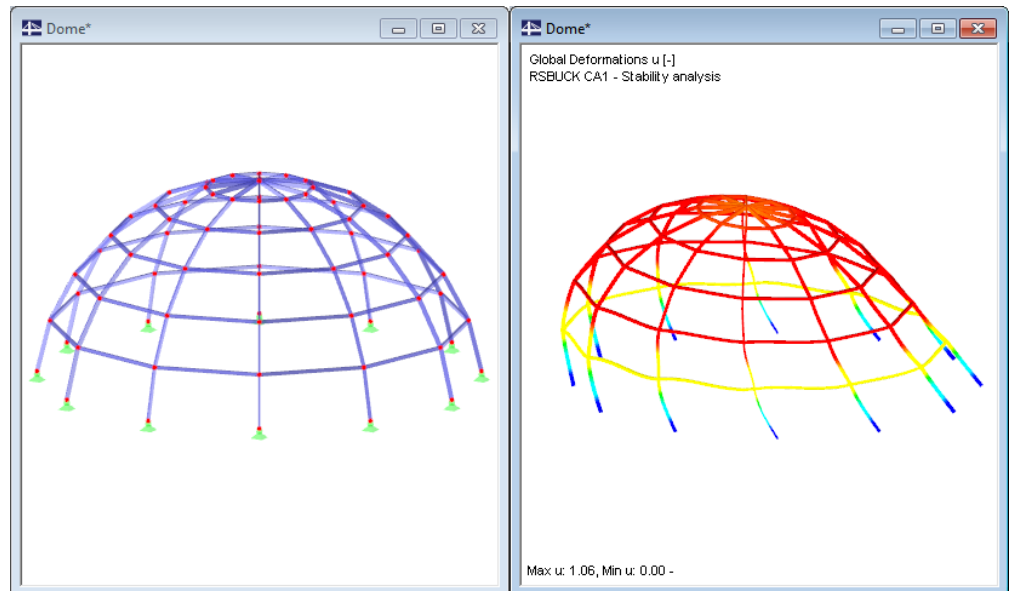 Dome*
Dome*
Global Deformations u [-]
RSBUCK CA1 - Stability analysis
Max u: 1.06, Min u: 0.00 -